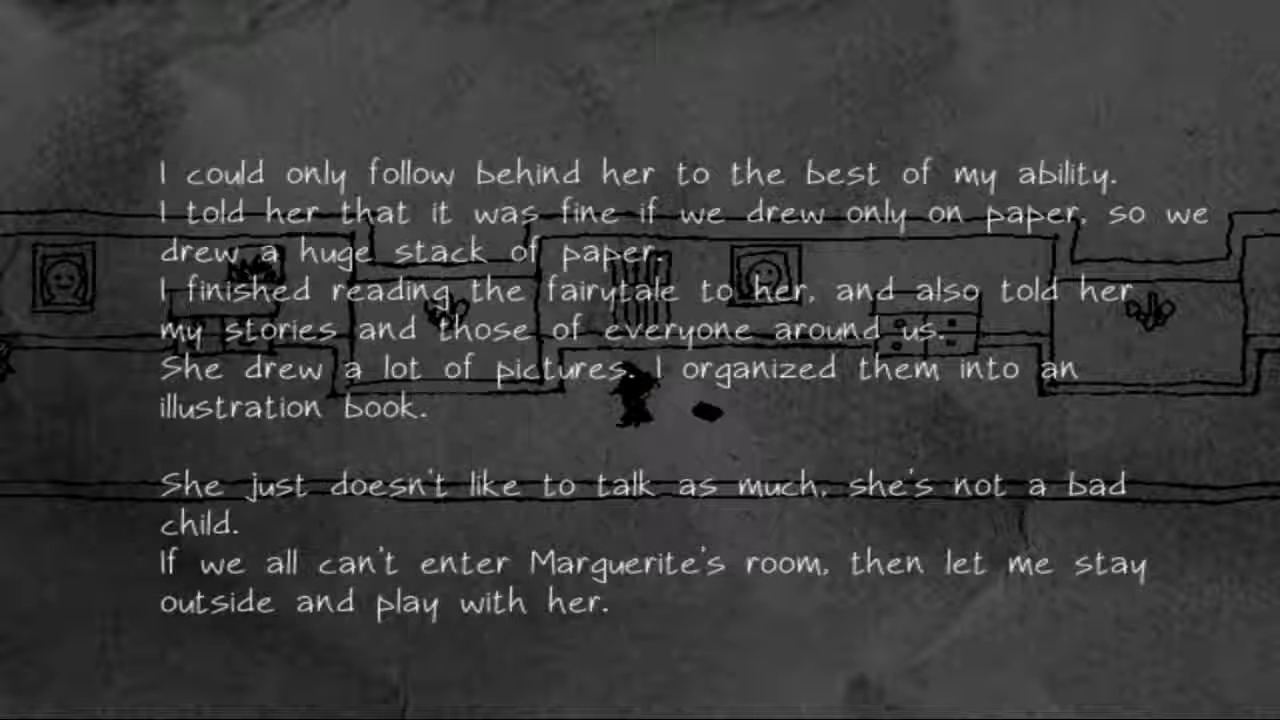 I could only follow behind her to the best of my ability.
I told her that it was fine if we drew only on paper, so we
drew a huge stack of paper.
I finished reading the fairytale to her, and also told her
my stories and those of everyone around us.
She drew a lot of pictures. I organized them into an
illustration book.
She just doesn't like to talk as much, she's not a bad
child.
If we all can't enter Marguerite's room, then let me stay
outside and play with her.